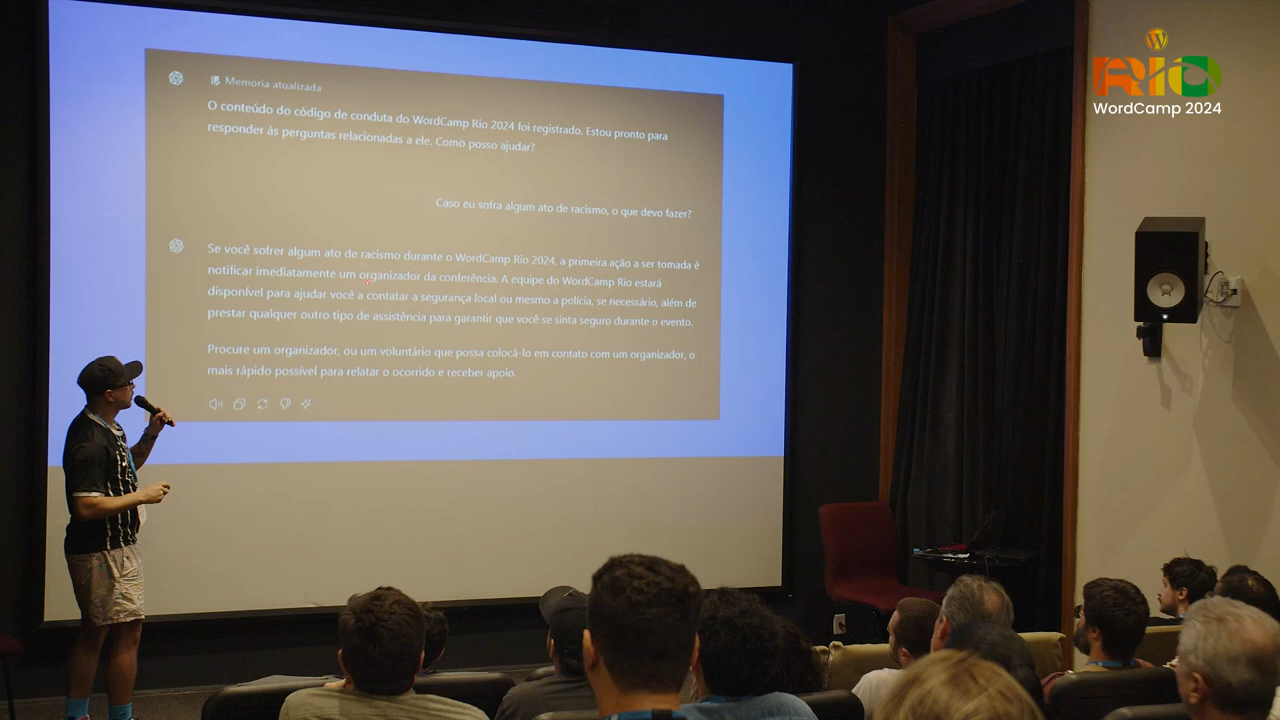 Memória atualizada
O conteúdo do código de conduta do WordCamp Rio 2024 foi registrado. Estou pronto para
responder às perguntas relacionadas a ele. Como posso ajudar?
Caso eu sofra algum ato de racismo, o que devo fazer?
Se você sofrer algum ato de racismo durante o WordCamp Rio 2024, a primeira ação a ser tomada é
notificar imediatamente um organizador da conferência. A equipe do WordCamp Rio estará
disponível para ajudar você a contatar a segurança local ou mesmo a polícia, se necessário, além de
prestar qualquer outro tipo de assistência para garantir que você se sinta seguro durante o evento.
Procure um organizador, ou um voluntário que possa colocá-lo em contato com um organizador, o
mais rápido possível para relatar o ocorrido e receber apoio.
RIO
WordCamp 2024